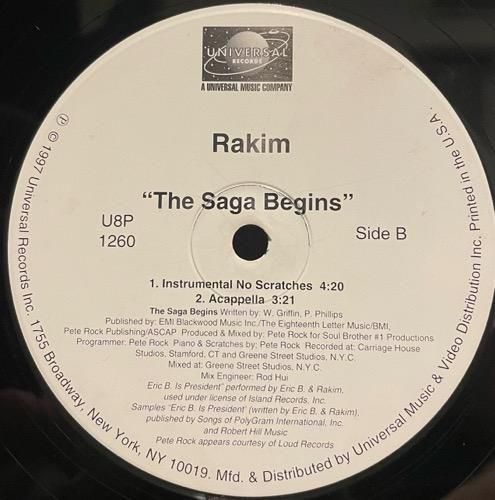 UNIVERSAL
RECORDS
A UNIVERSAL MUSIC COMPANY
Rakim
"The Saga Begins"
U8P
1260
Side B
1. Instrumental No Scratches 4:20
2. Acappella 3:21
The Saga Begins Written by: W. Griffin, P. Phillips
Published by: EMI Blackwood Music Inc./The Eighteenth Letter Music/BMI,
Pete Rock Publishing/ASCAP Produced & Mixed by: Pete Rock for Soul Brother #1 Productions
Programmer: Pete Rock Piano & Scratches by: Pete Rock Recorded at: Carriage House
Studios, Stamford, CT and Greene Street Studios, N.Y.C.
Mixed at: Greene Street Studios, N.Y.C.
Mix Engineer: Rod Hui
Eric B. Is President" performed by Eric B. & Rakim,
used under license of Island Records, Inc.
Samples "Eric B. Is President" (written by Eric B. & Rakim),
published by Songs of PolyGram International, Inc.
and Robert Hill Music
Pete Rock appears courtesy of Loud Records
℗ © 1997 Universal Records Inc. 1755 Broadway, New York, NY 10019. Mfd. & Distributed by Universal Music & Video Distribution Inc. Printed in the U.S.A.